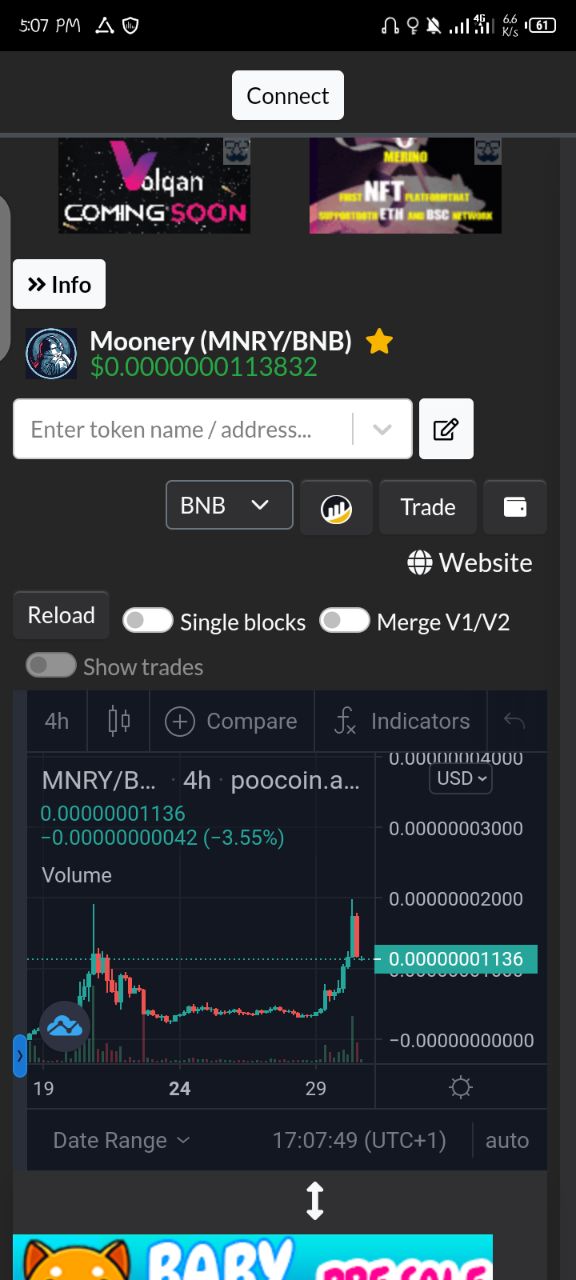 5:07 PM 4G 6.6 K/s 61
Connect
Valqan
COMING SOON
MERINO
FIRST NFT PLATFORM THAT
SUPPORT BOTH ETH AND BSC NETWORK
» Info
Moonery (MNRY/BNB)
$0.0000000113832
Enter token name / address...
BNB
Trade
Website
Reload
Single blocks
Merge V1/V2
Show trades
4h
Compare
Indicators
0.00000004000
MNRY/B... · 4h · poocoin.a...
USD
0.00000001136
−0.00000000042 (−3.55%)
0.00000003000
Volume
0.00000002000
0.00000001136
−0.00000000000
19
24
29
Date Range
17:07:49 (UTC+1)
auto
BABY
PRESALE